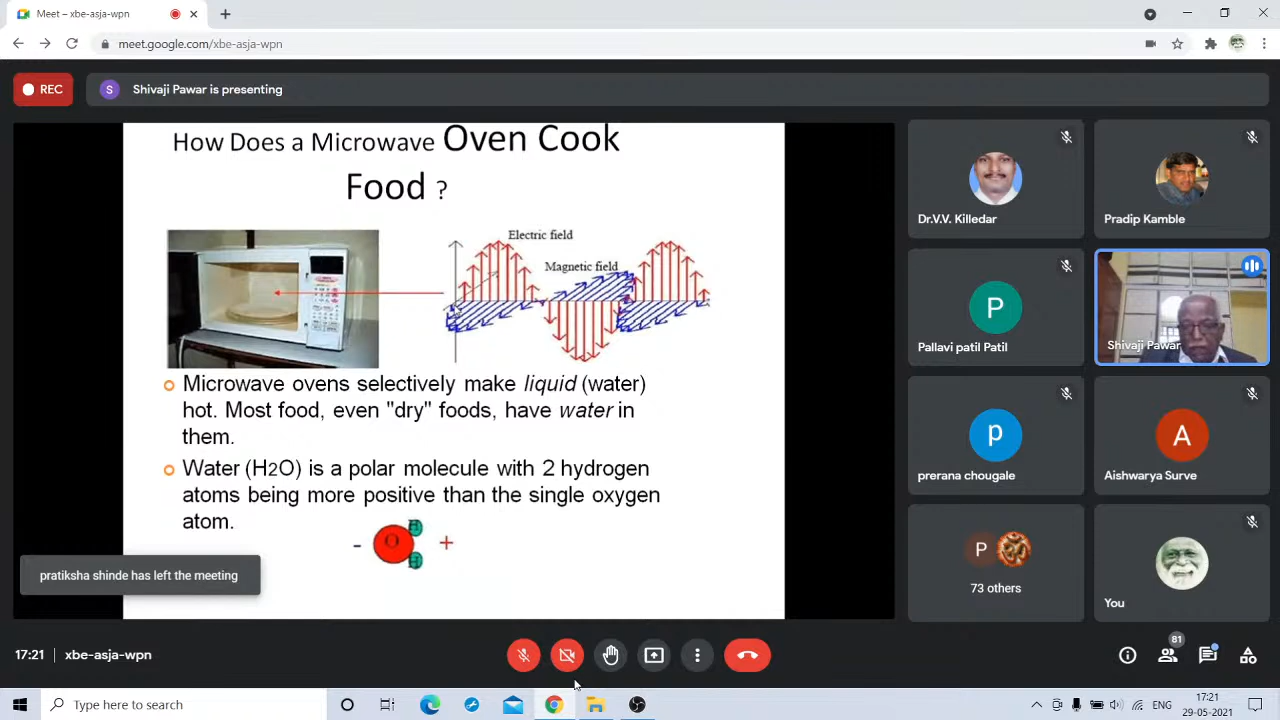 Meet – xbe-asja-wpn
meet.google.com/xbe-asja-wpn
REC
S
Shivaji Pawar is presenting
How Does a Microwave Oven Cook
Food ?
Electric field
Magnetic field
Microwave ovens selectively make liquid (water)
hot. Most food, even "dry" foods, have water in
them.
Water (H2O) is a polar molecule with 2 hydrogen
atoms being more positive than the single oxygen
atom.
H
- O +
H
pratiksha shinde has left the meeting
Dr.V.V. Killedar
Pradip Kamble
P
Pallavi patil Patil
Shivaji Pawar
p
prerana chougale
A
Aishwarya Surve
P
73 others
You
17:21 | xbe-asja-wpn
81
Type here to search
17:21
29-05-2021